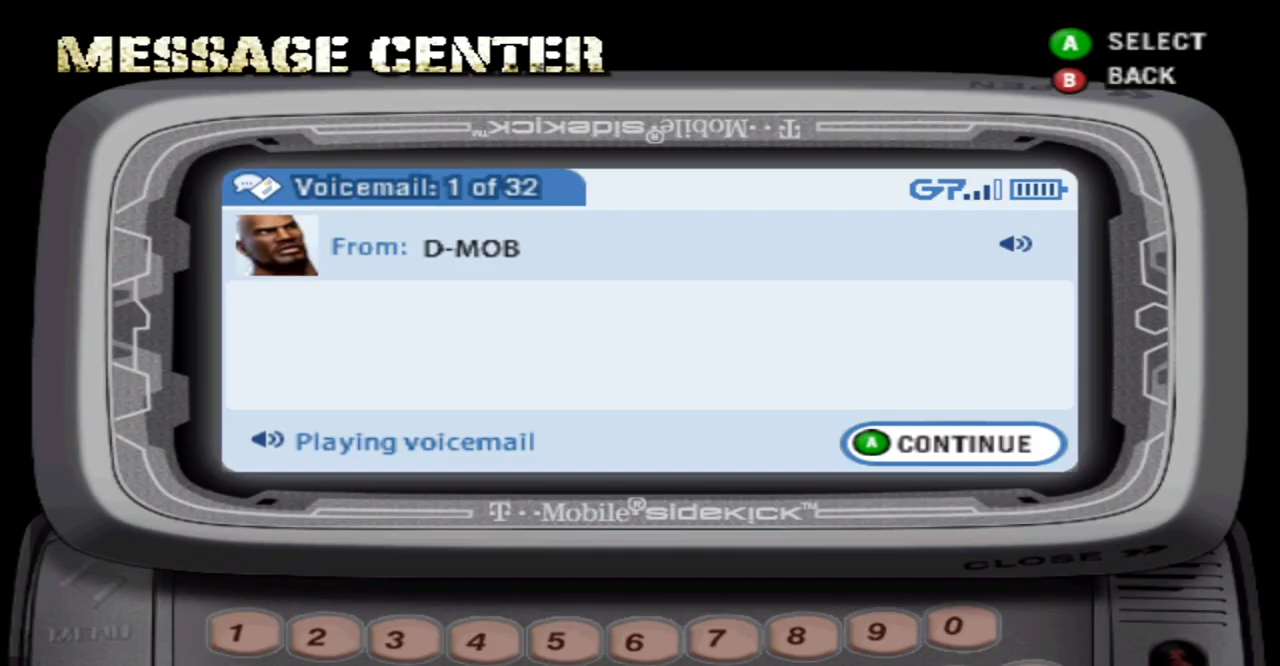 MESSAGE CENTER
A SELECT
B BACK
T··Mobile® sidekick™
Voicemail: 1 of 32
From: D-MOB
Playing voicemail
A CONTINUE
T··Mobile® sidekick™
CLOSE
MENU
1 2 3 4 5 6 7 8 9 0